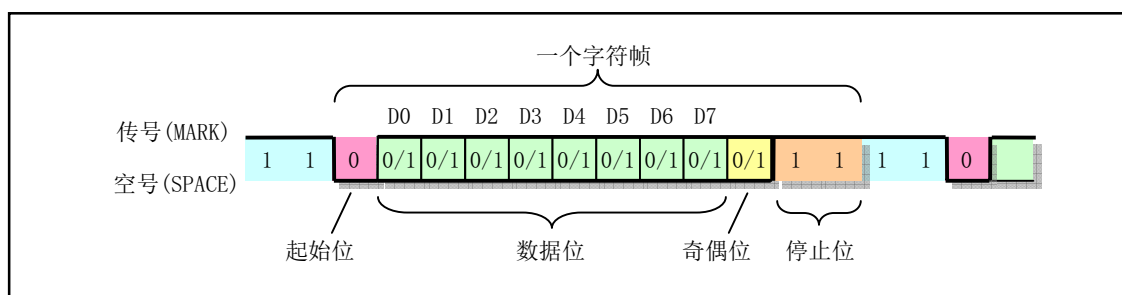 一个字符帧
D0 D1 D2 D3 D4 D5 D6 D7
传号(MARK)
1 1 0 0/1 0/1 0/1 0/1 0/1 0/1 0/1 0/1 0/1 1 1 1 1 0
空号(SPACE)
起始位 数据位 奇偶位 停止位